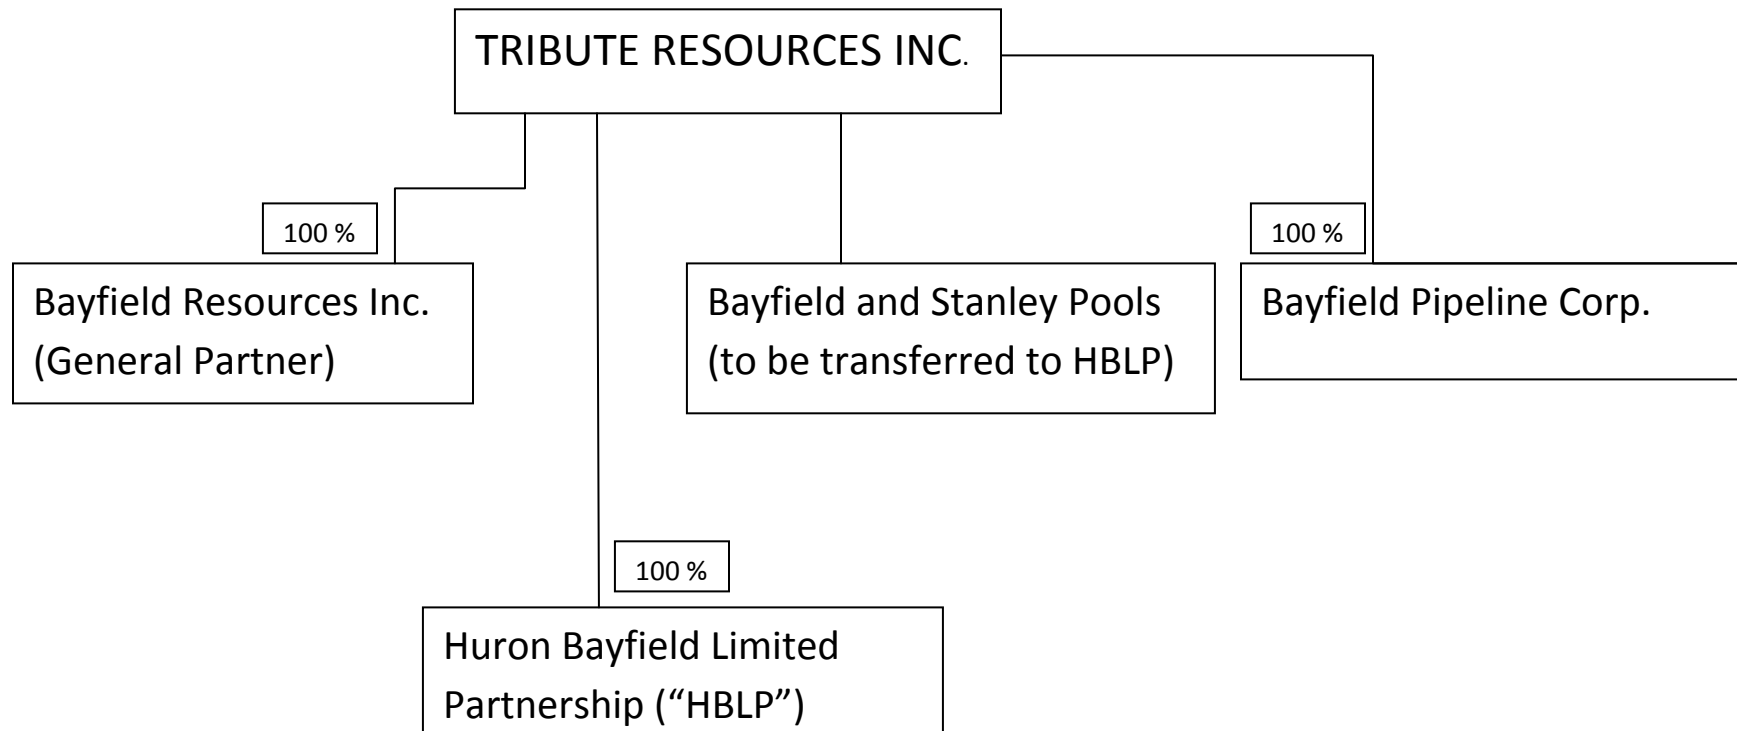 TRIBUTE RESOURCES INC.
100 %
100 %
Bayfield Resources Inc.
(General Partner)
Bayfield and Stanley Pools
(to be transferred to HBLP)
Bayfield Pipeline Corp.
100 %
Huron Bayfield Limited
Partnership (“HBLP”)